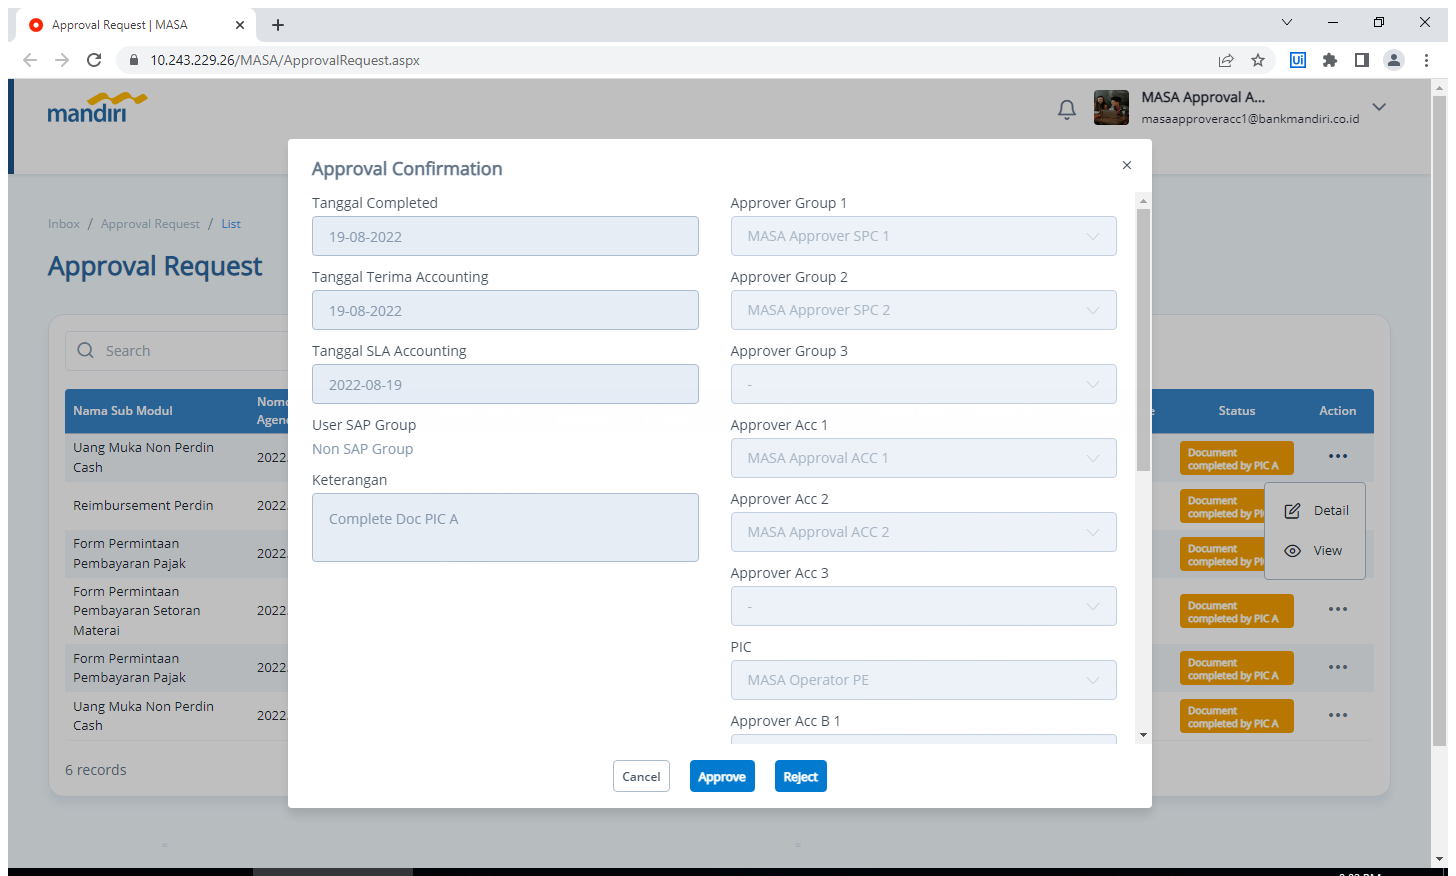 Approval Request | MASA
10.243.229.26/MASA/ApprovalRequest.aspx
mandiri
MASA Approval A...
masaapproveracc1@bankmandiri.co.id
Inbox / Approval Request / List
Approval Request
Search
Nama Sub Modul
Status
Action
Uang Muka Non Perdin
Cash
2022.
Document
completed by PIC A
Reimbursement Perdin
2022.
Document
Form Permintaan
Pembayaran Pajak
2022.
Document
Form Permintaan
Pembayaran Setoran
Materai
2022.
Document
completed by PIC A
Form Permintaan
Pembayaran Pajak
2022.
Document
completed by PIC A
Uang Muka Non Perdin
Cash
2022.
Document
completed by PIC A
6 records
Detail
View
Approval Confirmation
Tanggal Completed
19-08-2022
Tanggal Terima Accounting
19-08-2022
Tanggal SLA Accounting
2022-08-19
User SAP Group
Non SAP Group
Keterangan
Complete Doc PIC A
Approver Group 1
MASA Approver SPC 1
Approver Group 2
MASA Approver SPC 2
Approver Group 3
-
Approver Acc 1
MASA Approval ACC 1
Approver Acc 2
MASA Approval ACC 2
Approver Acc 3
-
PIC
MASA Operator PE
Approver Acc B 1
Cancel
Approve
Reject